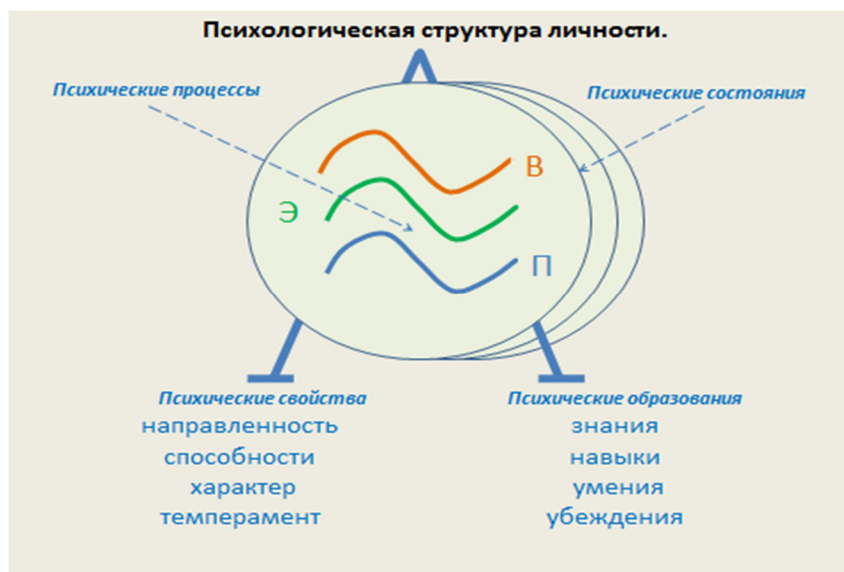 Психологическая структура личности.
Психические процессы
Психические состояния
В
Э
П
Психические свойства
направленность
способности
характер
темперамент
Психические образования
знания
навыки
умения
убеждения